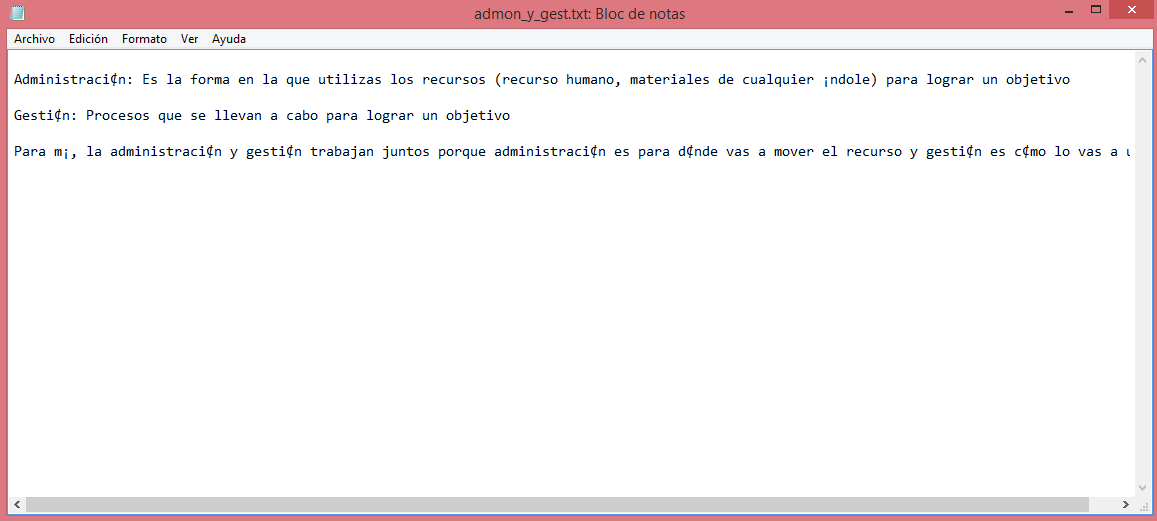 admon_y_gest.txt: Bloc de notas
Archivo Edición Formato Ver Ayuda
Administraci¢n: Es la forma en la que utilizas los recursos (recurso humano, materiales de cualquier ¡ndole) para lograr un objetivo
Gesti¢n: Procesos que se llevan a cabo para lograr un objetivo
Para m¡, la administraci¢n y gesti¢n trabajan juntos porque administraci¢n es para d¢nde vas a mover el recurso y gesti¢n es c¢mo lo vas a